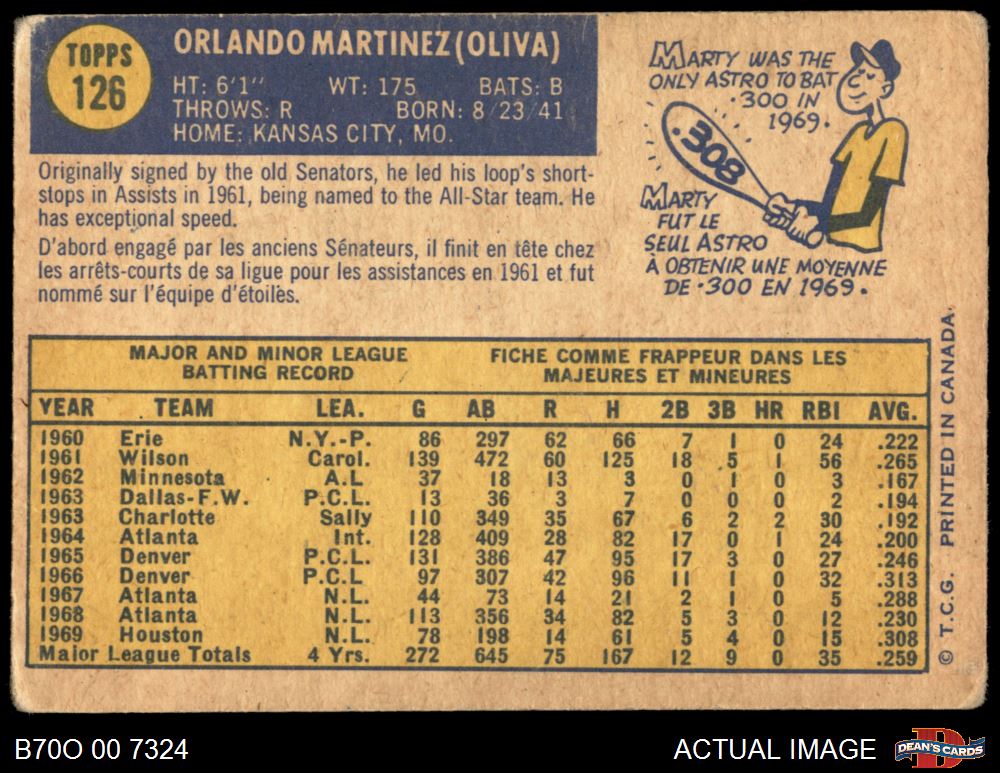 TOPPS
126
ORLANDO MARTINEZ (OLIVA)
HT: 6'1" WT: 175 BATS: B
THROWS: R BORN: 8/23/41
HOME: KANSAS CITY, MO.
MARTY WAS THE
ONLY ASTRO TO BAT
.300 IN
1969.
.308
MARTY
FUT LE
SEUL ASTRO
À OBTENIR UNE MOYENNE
DE .300 EN 1969.
Originally signed by the old Senators, he led his loop's short-
stops in Assists in 1961, being named to the All-Star team. He
has exceptional speed.
D'abord engagé par les anciens Sénateurs, il finit en tête chez
les arrêts-courts de sa ligue pour les assistances en 1961 et fut
nommé sur l'équipe d'étoiles.
MAJOR AND MINOR LEAGUE
BATTING RECORD
FICHE COMME FRAPPEUR DANS LES
MAJEURES ET MINEURES
YEAR TEAM LEA. G AB R H 2B 3B HR RBI AVG.
1960 Erie N.Y.-P. 86 297 62 66 7 1 0 24 .222
1961 Wilson Carol. 139 472 60 125 18 5 1 56 .265
1962 Minnesota A.L 37 18 13 3 0 1 0 3 .167
1963 Dallas-F.W. P.C.L. 13 36 3 7 0 0 0 2 .194
1963 Charlotte Sally 110 349 35 67 6 2 2 30 .192
1964 Atlanta Int. 128 409 28 82 17 0 1 24 .200
1965 Denver P.C.L. 131 386 47 95 17 3 0 27 .246
1966 Denver P.C.L 97 307 42 96 11 1 0 32 .313
1967 Atlanta N.L. 44 73 14 21 2 1 0 5 .288
1968 Atlanta N.L. 113 356 34 82 5 3 0 12 .230
1969 Houston N.L. 78 198 14 61 5 4 0 15 .308
Major League Totals 4 Yrs. 272 645 75 167 12 9 0 35 .259
© T.C.G. PRINTED IN CANADA.
B70O 00 7324
ACTUAL IMAGE
D
DEAN'S CARDS